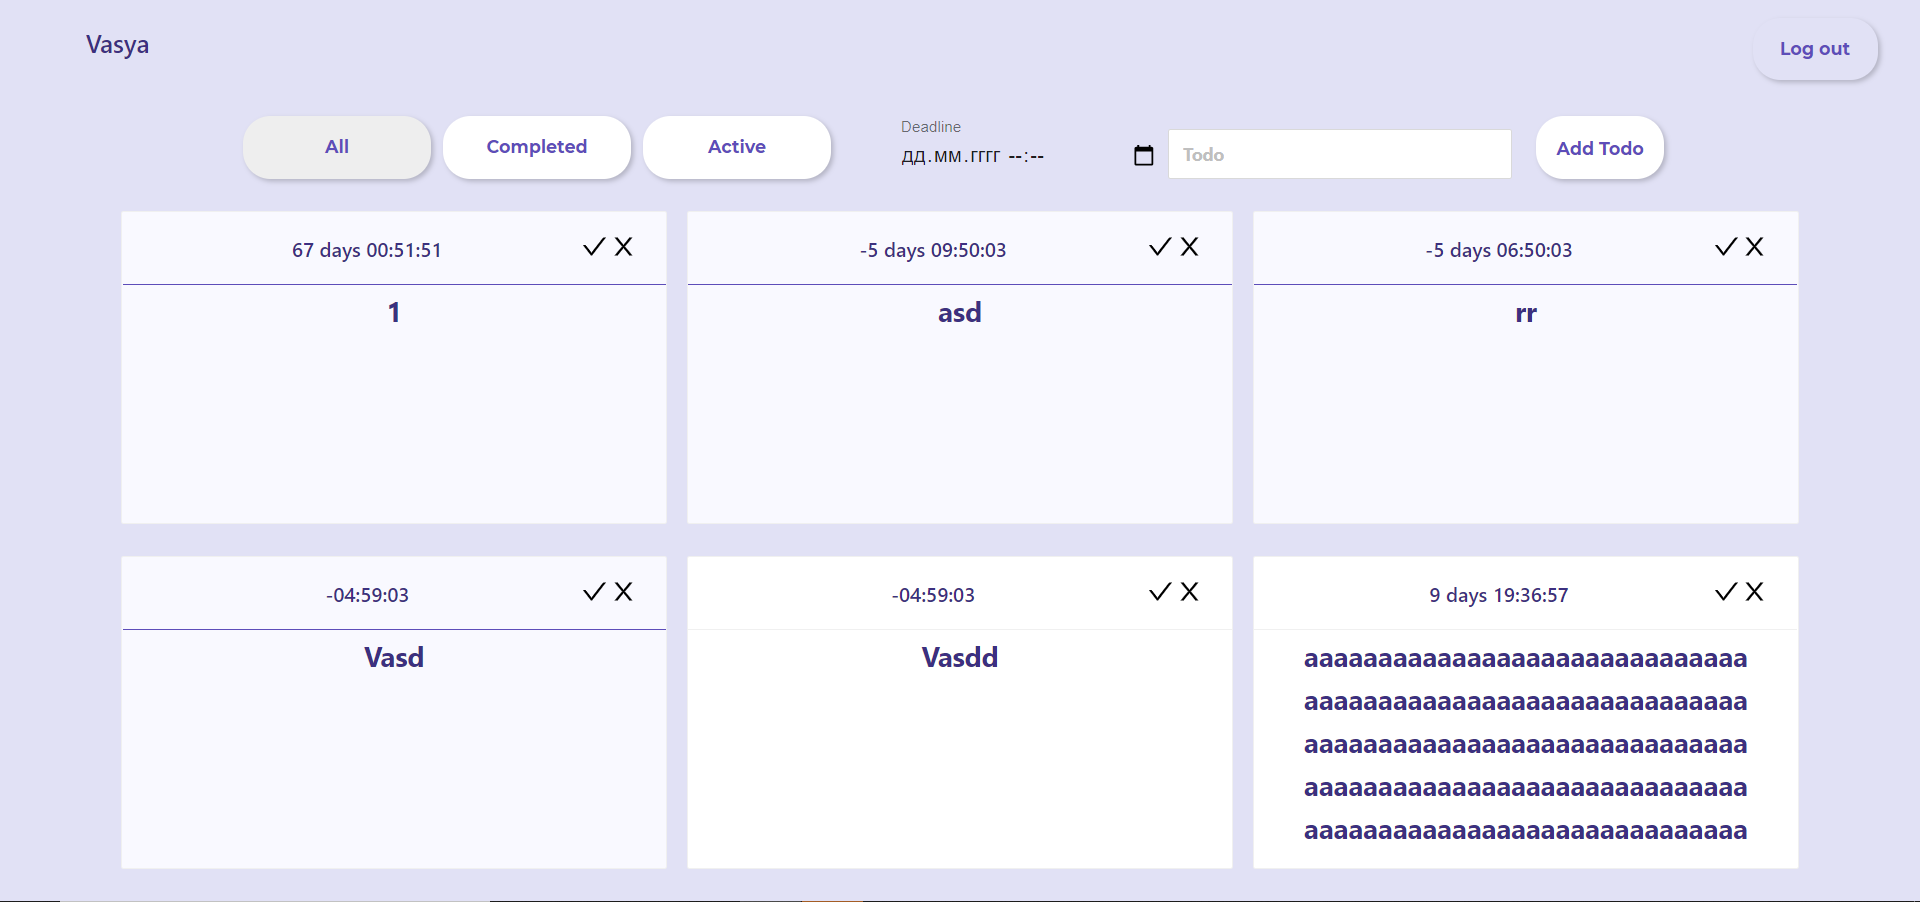 Vasya
Log out
All
Completed
Active
Deadline
ДД.ММ.ГГГГ --:--
Todo
Add Todo
67 days 00:51:51
1
-5 days 09:50:03
asd
-5 days 06:50:03
rr
-04:59:03
Vasd
-04:59:03
Vasdd
9 days 19:36:57
aaaaaaaaaaaaaaaaaaaaaaaaaaaaaa
aaaaaaaaaaaaaaaaaaaaaaaaaaaaaa
aaaaaaaaaaaaaaaaaaaaaaaaaaaaaa
aaaaaaaaaaaaaaaaaaaaaaaaaaaaaa
aaaaaaaaaaaaaaaaaaaaaaaaaaaaaa